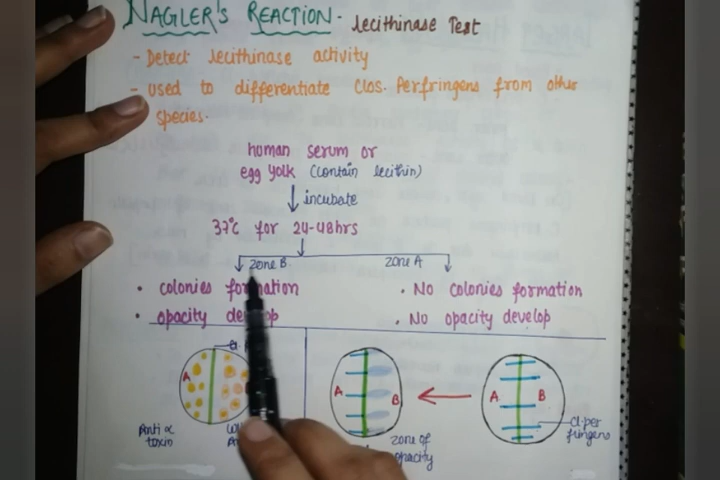 NAGLER'S REACTION - lecithinase Test
- Detect lecithinase activity
- used to differentiate Clos. Perfringens from other
species.
human serum or
egg yolk (contain lecithin)
incubate
37°C for 24-48hrs
zone B
zone A
• colonies formation
• opacity develop
• No colonies formation
• No opacity develop
A
Anti α
toxin
A
B
zone of
opacity
A
B
cl. per
fringens